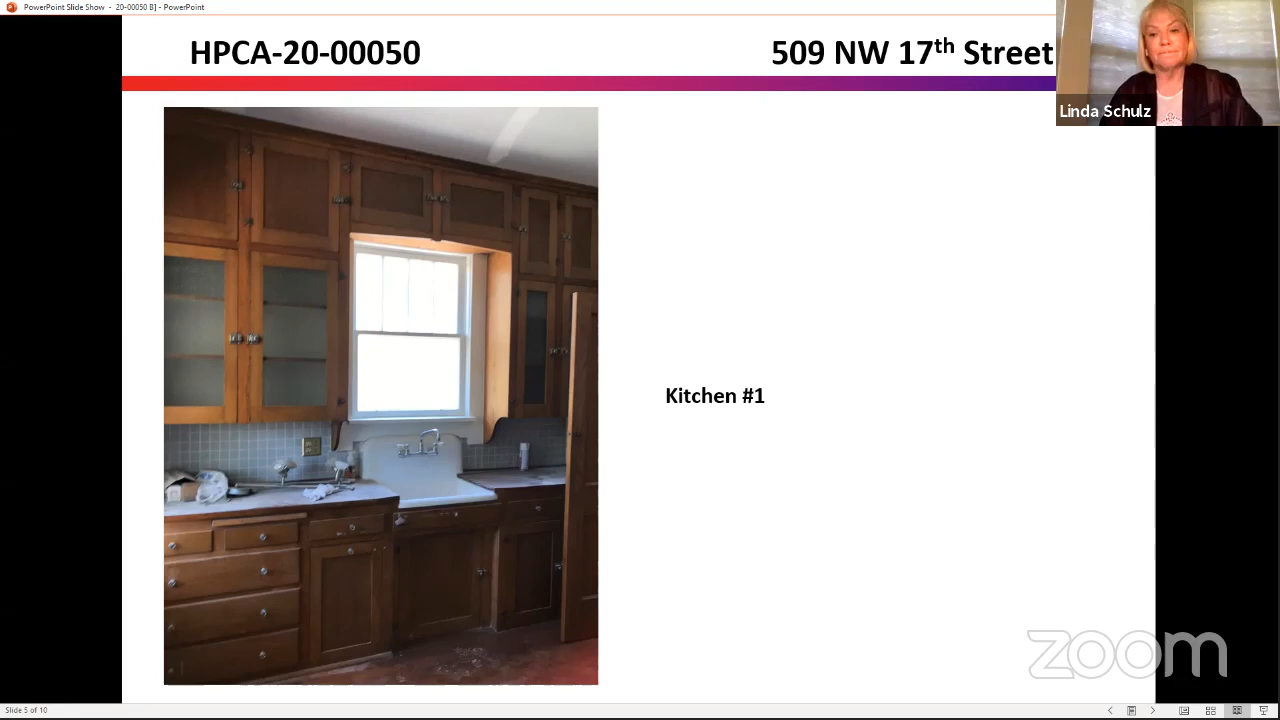 PowerPoint Slide Show - 20-00050 B] - PowerPoint
HPCA-20-00050
509 NW 17th Street
Linda Schulz
Kitchen #1
zoom
Slide 5 of 10